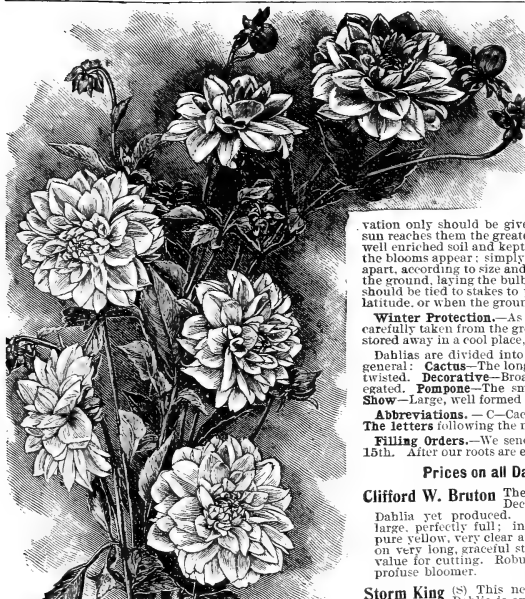 vation only should be give
sun reaches them the greate
well enriched soil and kept
the blooms appear; simply
apart, according to size and
the ground, laying the bulb
should be tied to stakes to
latitude, or when the groun
Winter Protection.—As
carefully taken from the gr
stored away in a cool place,
Dahlias are divided into
general: Cactus—The long
twisted. Decorative—Broa
egated. Pompone—The sm
Show—Large, well formed
Abbreviations. — C—Cac
The letters following the n
Filling Orders.—We send
15th. After our roots are e
Prices on all Da
Clifford W. Bruton The
Dec
Dahlia yet produced.
large, perfectly full; in
pure yellow, very clear a
on very long, graceful st
value for cutting. Robu
profuse bloomer.
Storm King (S) This ne